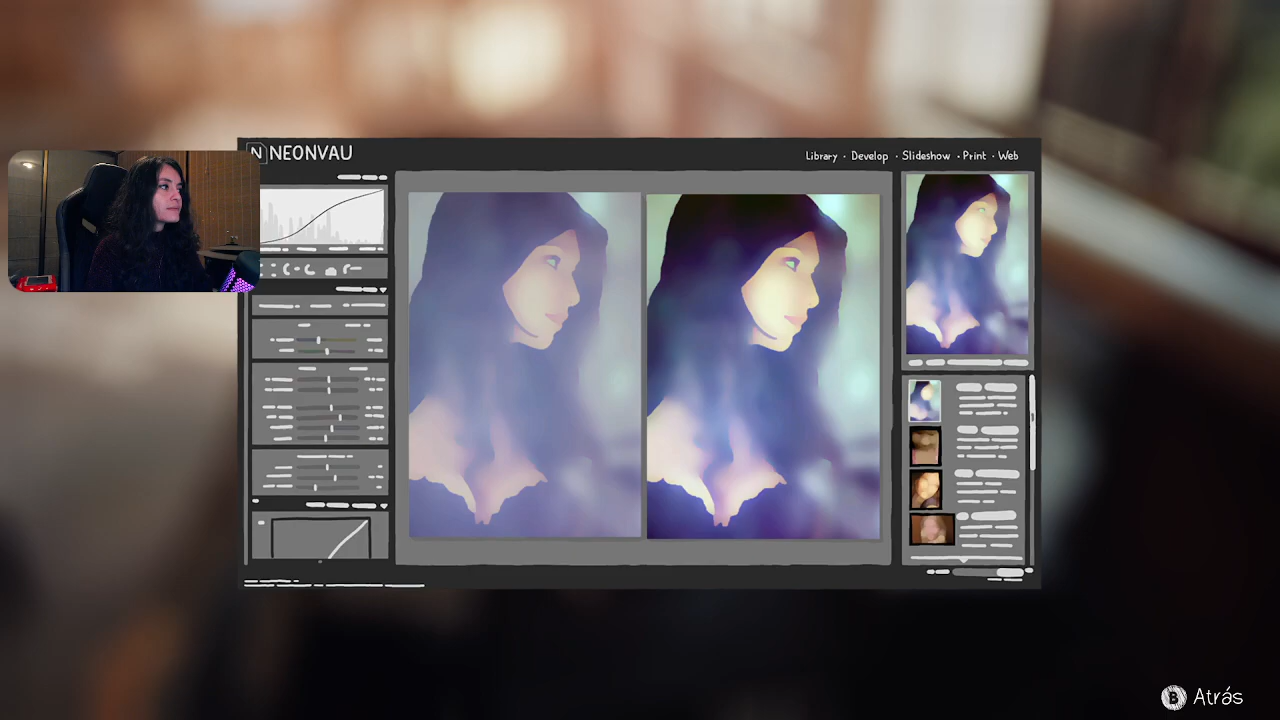 N NEONVAU
Library · Develop · Slideshow · Print · Web
B Atrás